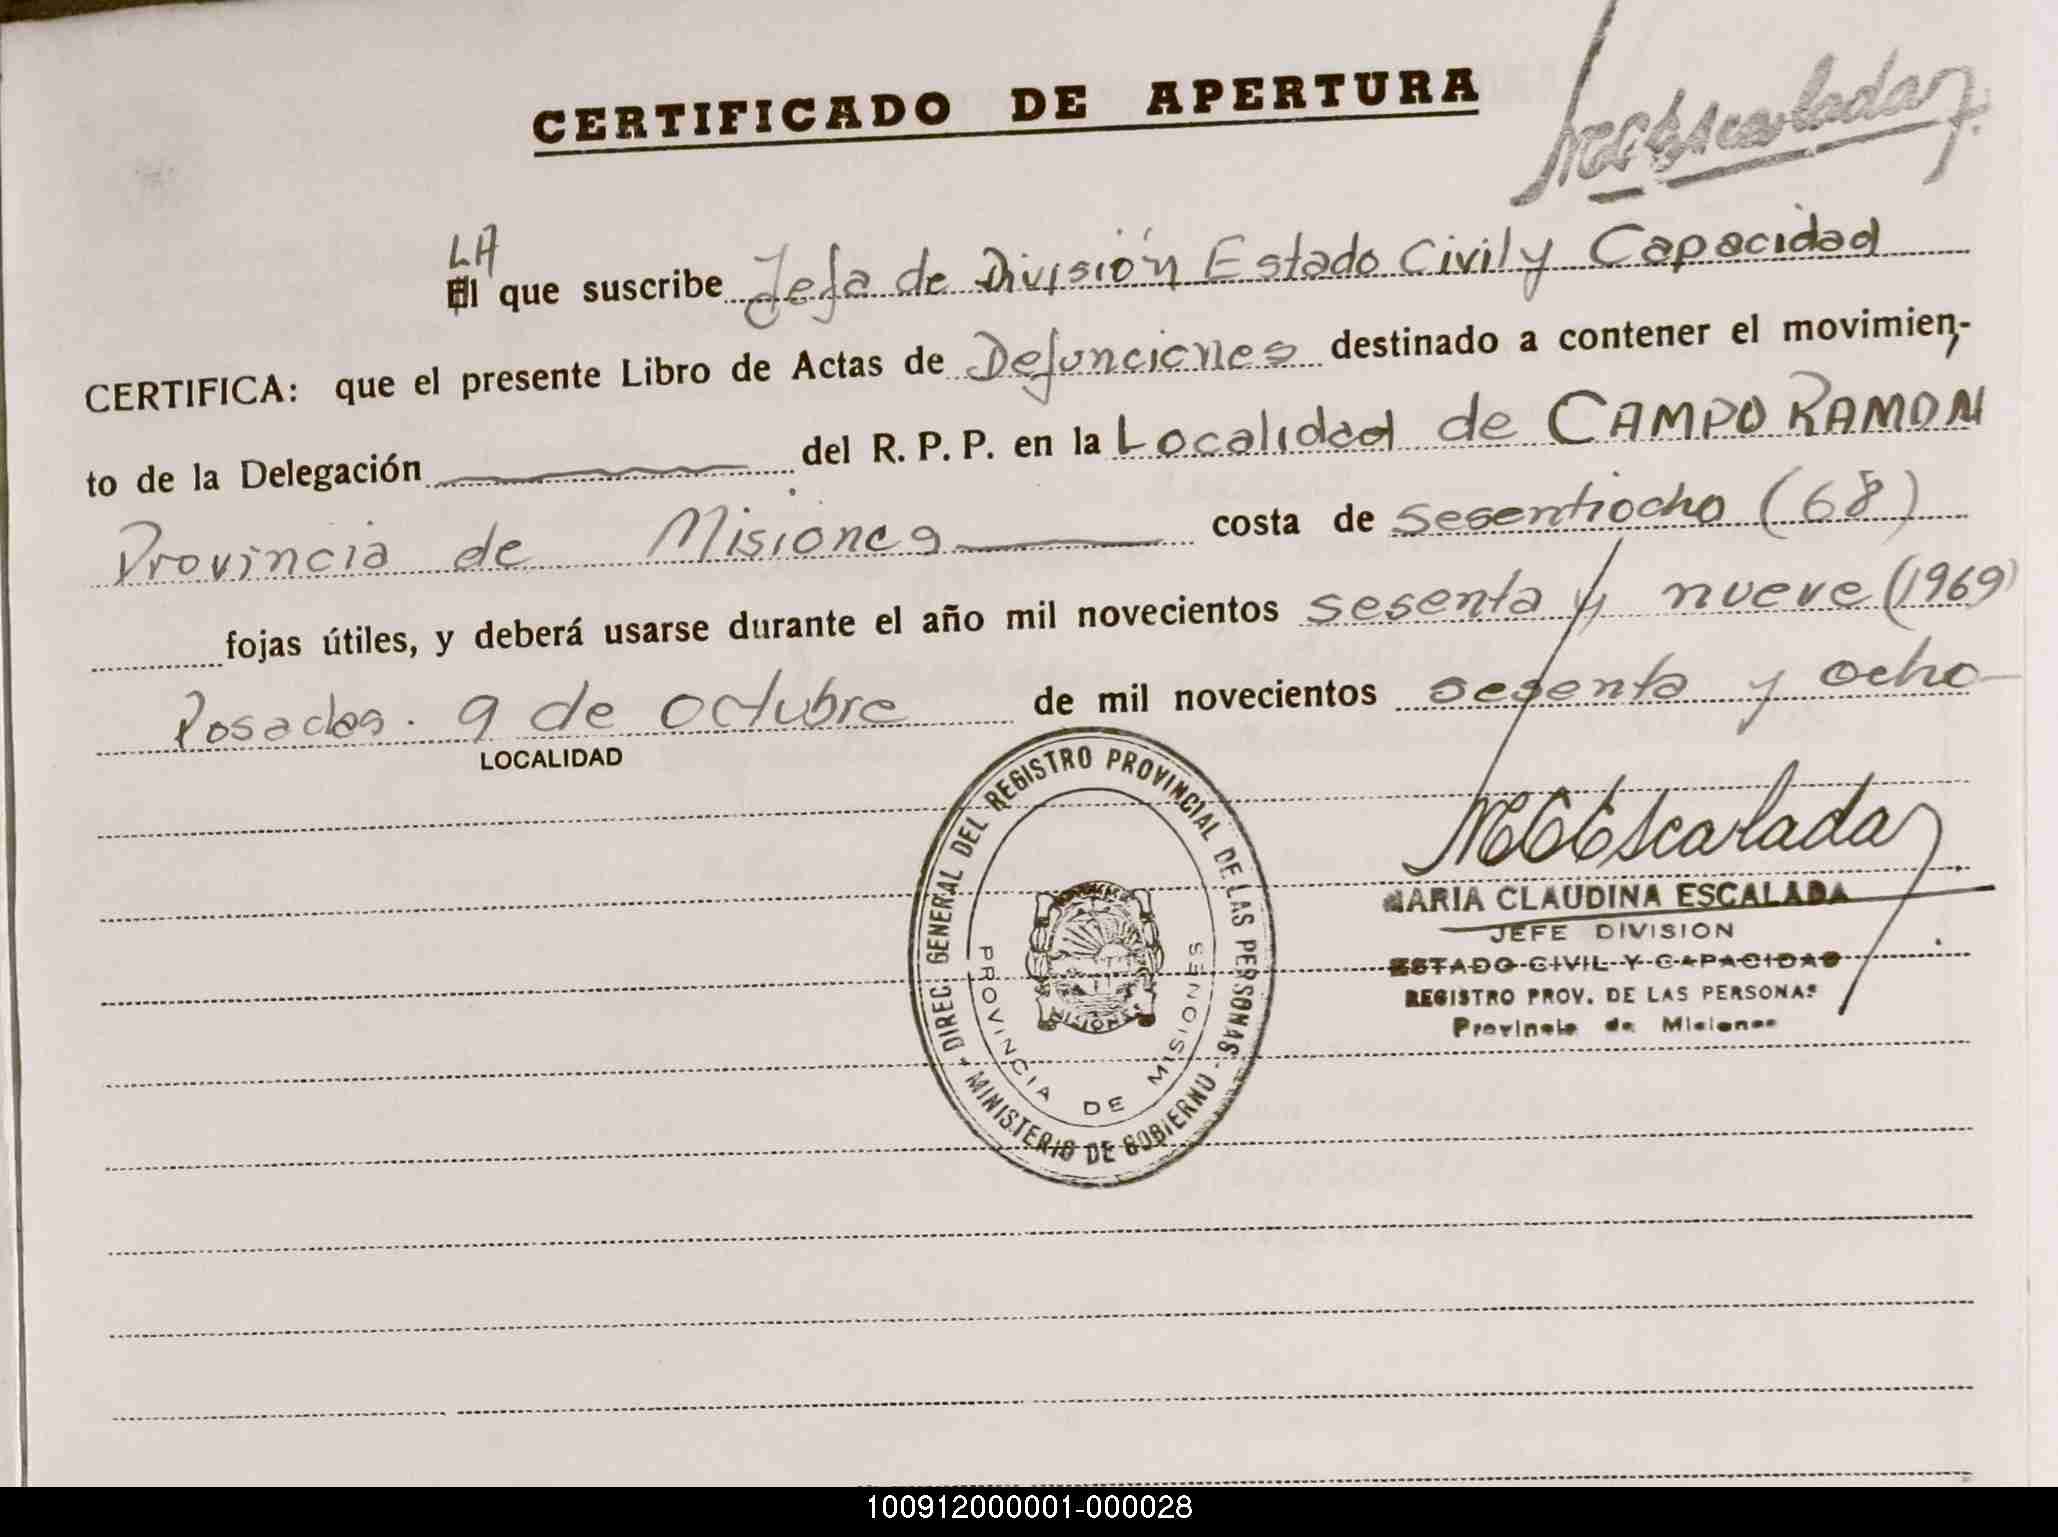 CERTIFICADO DE APERTURA
MCEscalada
LA
El que suscribe Jefa de División Estado Civil y Capacidad
CERTIFICA: que el presente Libro de Actas de Defunciones destinado a contener el movimien-
to de la Delegación del R. P. P. en la Localidad de CAMPO RAMON
Provincia de Misiones costa de sesentiocho (68)
fojas útiles, y deberá usarse durante el año mil novecientos sesenta y nueve (1969)
Posadas. 9 de octubre de mil novecientos sesenta y ocho
LOCALIDAD
DIREC. GENERAL DEL REGISTRO PROVINCIAL DE LAS PERSONAS -
MINISTERIO DE GOBIERNO -
PROVINCIA DE MISIONES
MISIONES
MCEscalada
MARIA CLAUDINA ESCALADA
JEFE DIVISION
ESTADO CIVIL Y CAPACIDAD
REGISTRO PROV. DE LAS PERSONAS
Provincia de Misiones
100912000001-000028